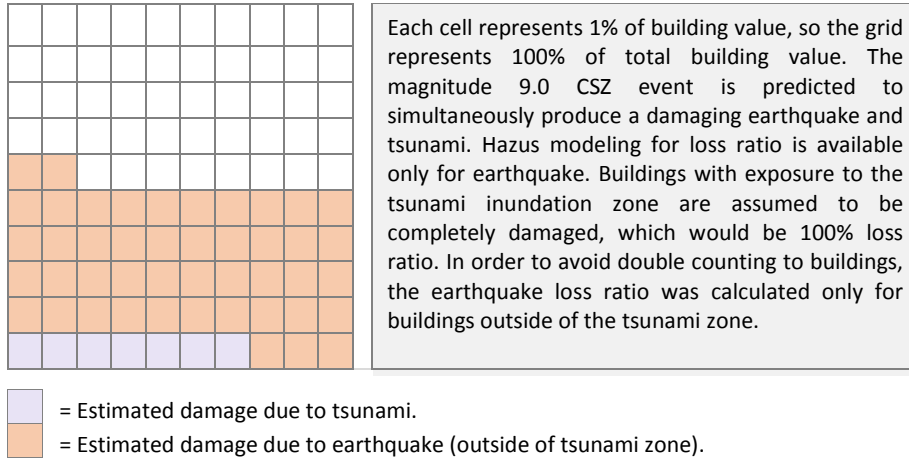 Each cell represents 1% of building value, so the grid
represents 100% of total building value. The
magnitude 9.0 CSZ event is predicted to
simultaneously produce a damaging earthquake and
tsunami. Hazus modeling for loss ratio is available
only for earthquake. Buildings with exposure to the
tsunami inundation zone are assumed to be
completely damaged, which would be 100% loss
ratio. In order to avoid double counting to buildings,
the earthquake loss ratio was calculated only for
buildings outside of the tsunami zone.
= Estimated damage due to tsunami.
= Estimated damage due to earthquake (outside of tsunami zone).